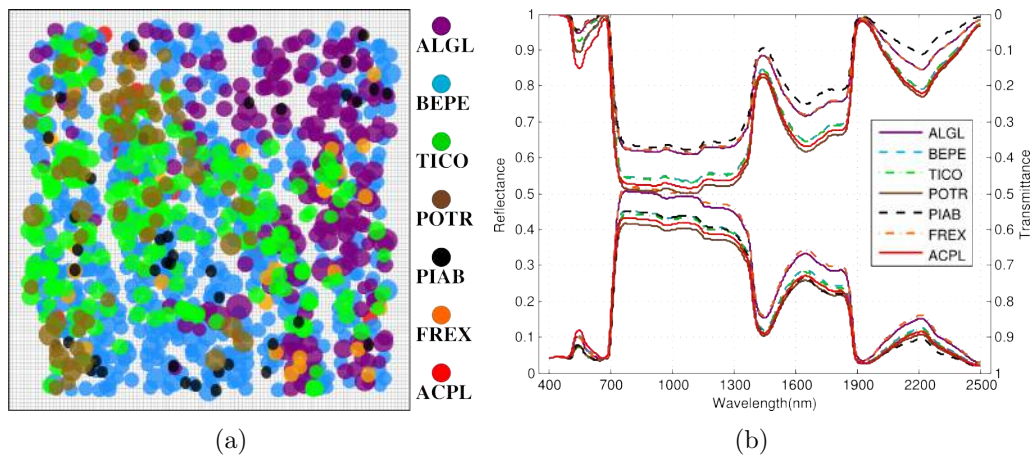 ALGL
BEPE
TICO
POTR
PIAB
FREX
ACPL
(a)
1
0.9
0.8
0.7
0.6
0.5
0.4
0.3
0.2
0.1
0
Reflectance
0
0.1
0.2
0.3
0.4
0.5
0.6
0.7
0.8
0.9
1
Transmittance
ALGL
BEPE
TICO
POTR
PIAB
FREX
ACPL
400 700 1000 1300 1600 1900 2200 2500
Wavelength(nm)
(b)